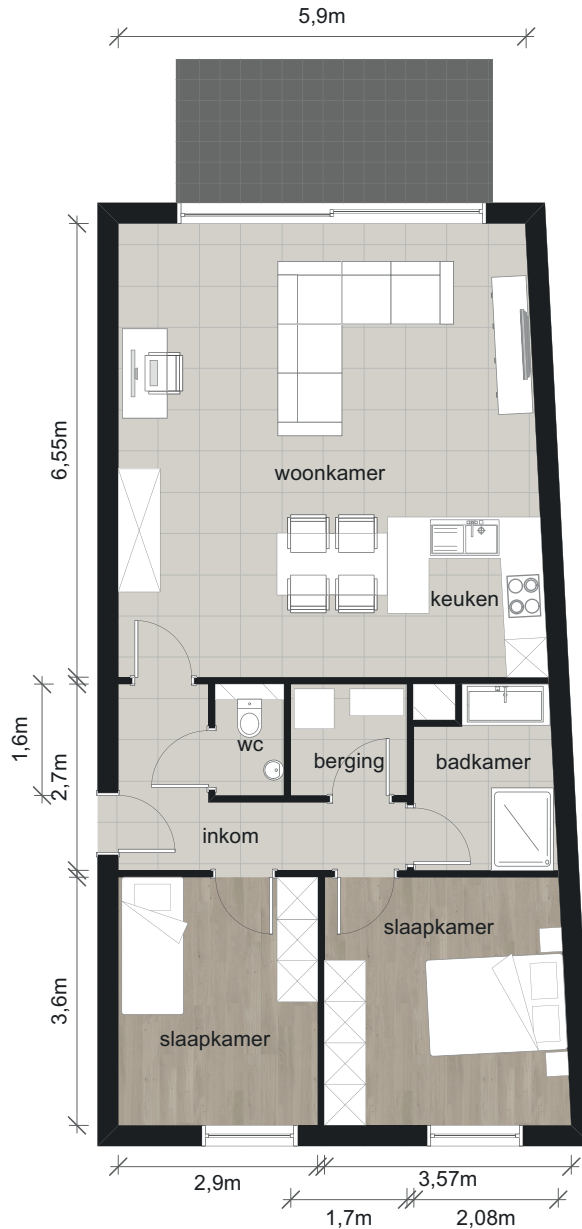 5,9m
6,55m
woonkamer
keuken
1,6m
2,7m
wc
berging
badkamer
inkom
3,6m
slaapkamer
slaapkamer
2,9m
3,57m
1,7m
2,08m